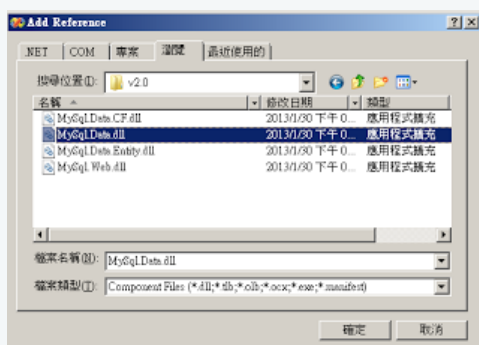 Add Reference
.NET COM 專案 瀏覽 最近使用的
搜尋位置(I): v2.0
名稱 修改日期 類型
MySql.Data.CF.dll 2013/1/30 下午 0... 應用程式擴充
MySql.Data.dll 2013/1/30 下午 0... 應用程式擴充
MySql.Data.Entity.dll 2013/1/30 下午 0... 應用程式擴充
MySql.Web.dll 2013/1/30 下午 0... 應用程式擴充
檔案名稱(N): MySql.Data.dll
檔案類型(T): Component Files (*.dll;*.tlb;*.olb;*.ocx;*.exe;*.manifest)
確定 取消